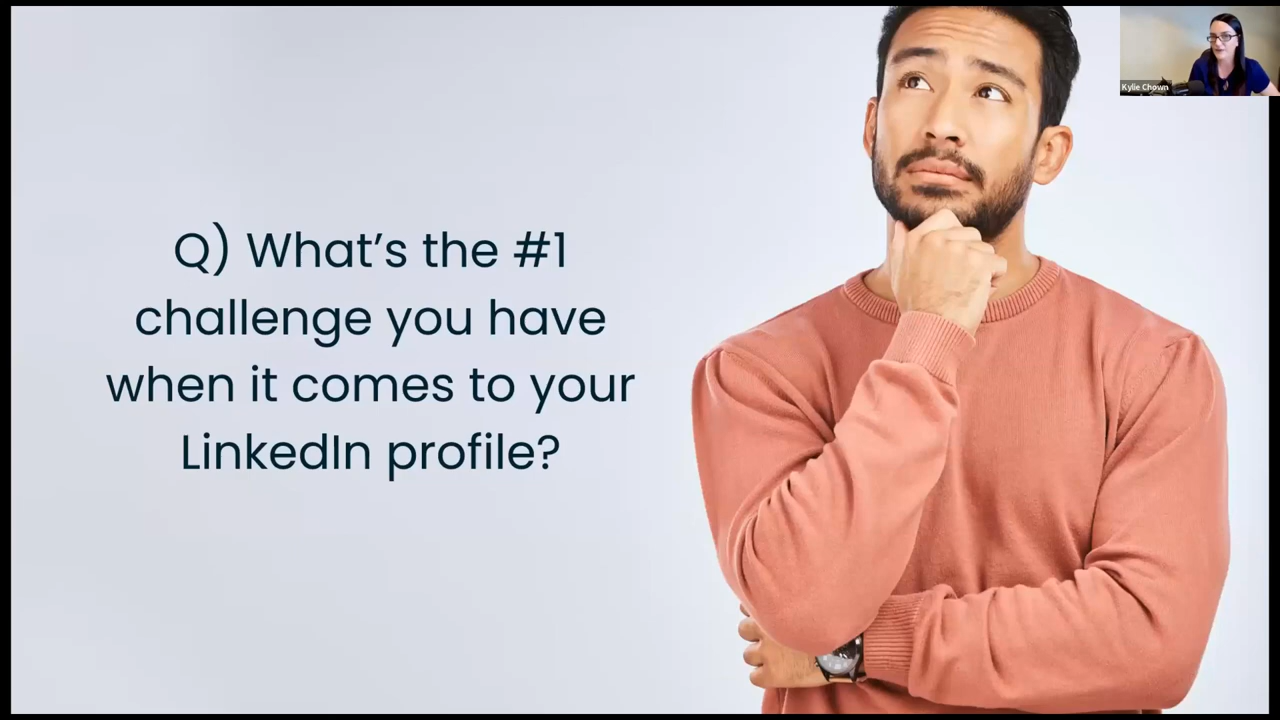 Kylie Chown
Q) What’s the #1
challenge you have
when it comes to your
LinkedIn profile?